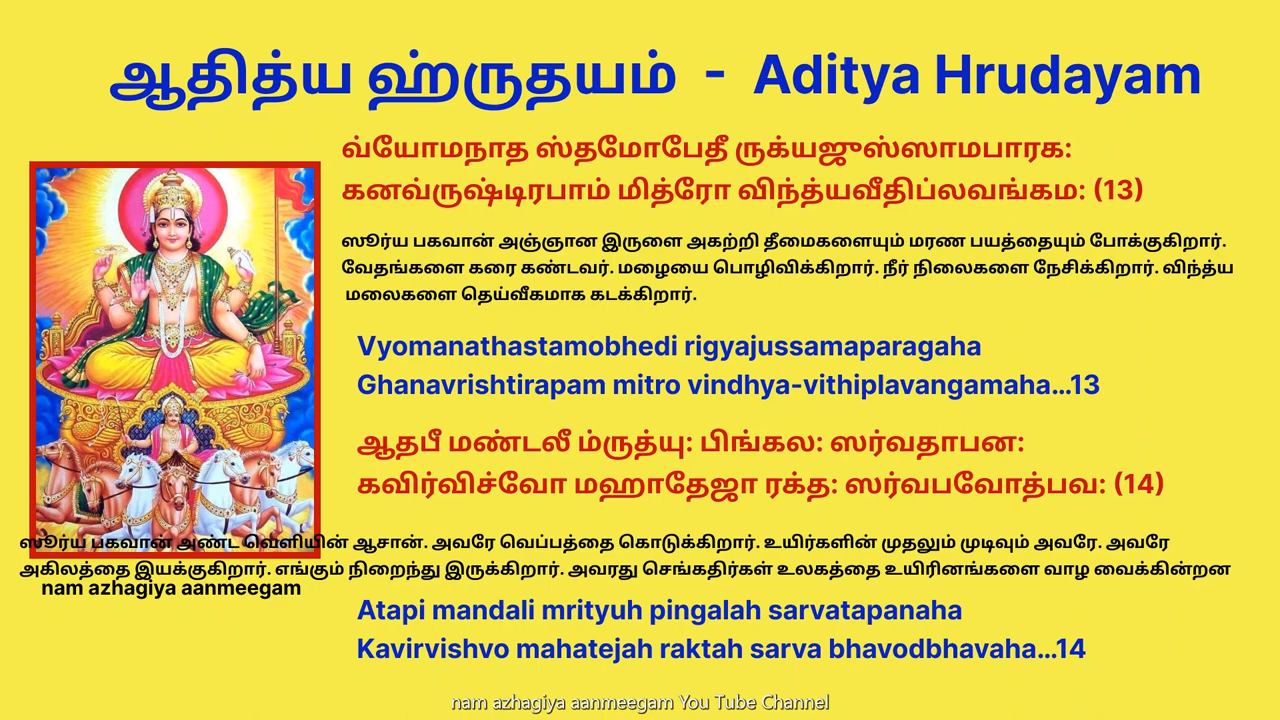 ஆதித்ய ஹ்ருதயம் - Aditya Hrudayam
வ்யோமநாத ஸ்தமோபேதீ ருக்யஜுஸ்ஸாமபாரக:
கனவ்ருஷ்டிரபாம் மித்ரோ விந்த்யவீதிப்லவங்கம: (13)
ஸூர்ய பகவான் அஞ்ஞான இருளை அகற்றி தீமைகளையும் மரண பயத்தையும் போக்குகிறார்.
வேதங்களை கரை கண்டவர். மழையை பொழிவிக்கிறார். நீர் நிலைகளை நேசிக்கிறார். விந்த்ய
மலைகளை தெய்வீகமாக கடக்கிறார்.
Vyomanathastamobhedi rigyajussamaparagaha
Ghanavrishtirapam mitro vindhya-vithiplavangamaha...13
ஆதபீ மண்டலீ ம்ருத்யு: பிங்கல: ஸர்வதாபன:
கவிர்விச்வோ மஹாதேஜா ரக்த: ஸர்வபவோத்பவ: (14)
ஸூர்ய பகவான் அண்ட வெளியின் ஆசான். அவரே வெப்பத்தை கொடுக்கிறார். உயிர்களின் முதலும் முடிவும் அவரே. அவரே
அகிலத்தை இயக்குகிறார். எங்கும் நிறைந்து இருக்கிறார். அவரது செங்கதிர்கள் உலகத்தை உயிரினங்களை வாழ வைக்கின்றன
nam azhagiya aanmeegam
Atapi mandali mrityuh pingalah sarvatapanaha
Kavirvishvo mahatejah raktah sarva bhavodbhavaha...14
nam azhagiya aanmeegam You Tube Channel